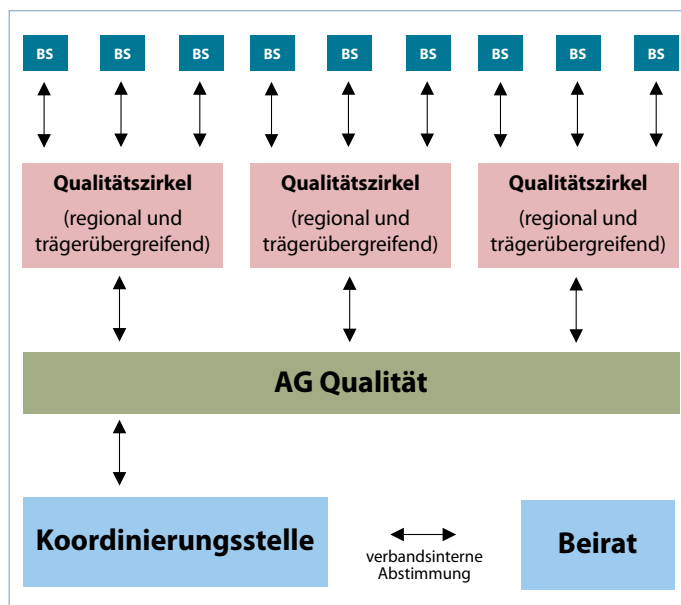 BS BS BS BS BS BS BS BS BS
Qualitätszirkel
(regional und
trägerübergreifend)
Qualitätszirkel
(regional und
trägerübergreifend)
Qualitätszirkel
(regional und
trägerübergreifend)
AG Qualität
Koordinierungsstelle
verbandsinterne
Abstimmung
Beirat